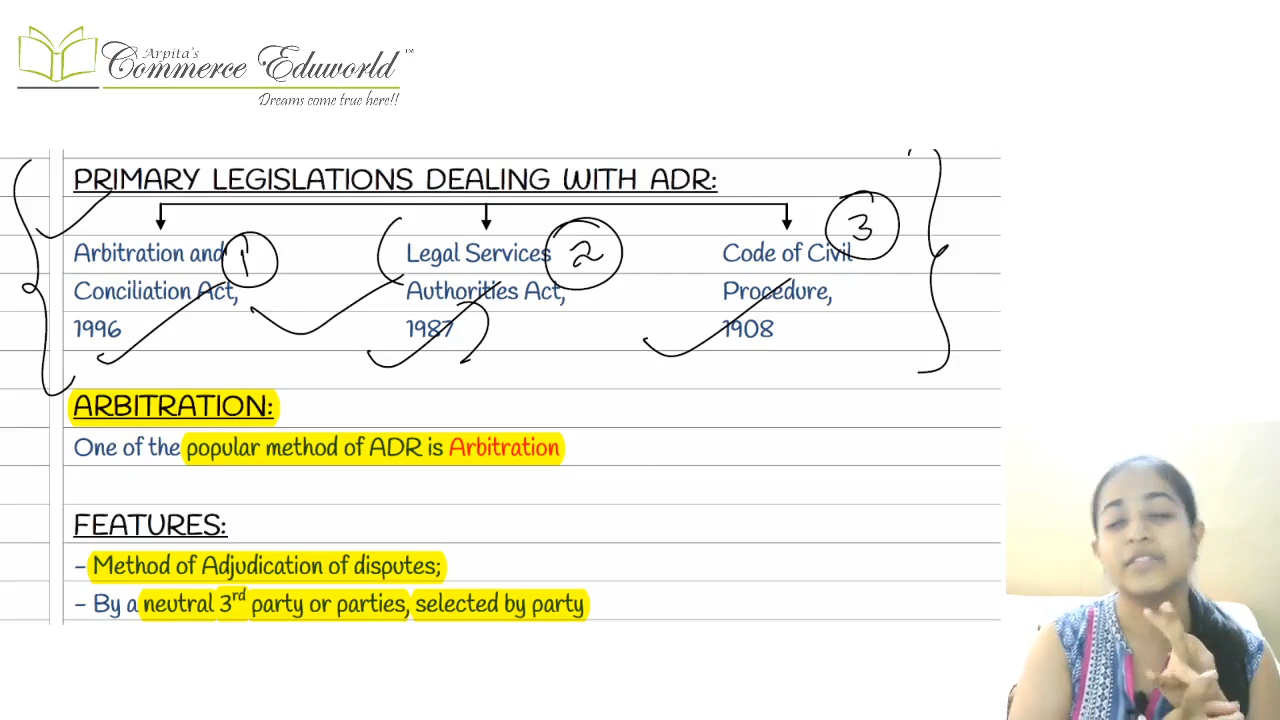 Arpita's
Commerce Eduworld™
Dreams come true here!!
PRIMARY LEGISLATIONS DEALING WITH ADR:
Arbitration and
Conciliation Act,
1996
1
Legal Services
Authorities Act,
1987
2
Code of Civil
Procedure,
1908
3
ARBITRATION:
One of the popular method of ADR is Arbitration
FEATURES:
- Method of Adjudication of disputes;
- By a neutral 3rd party or parties, selected by party